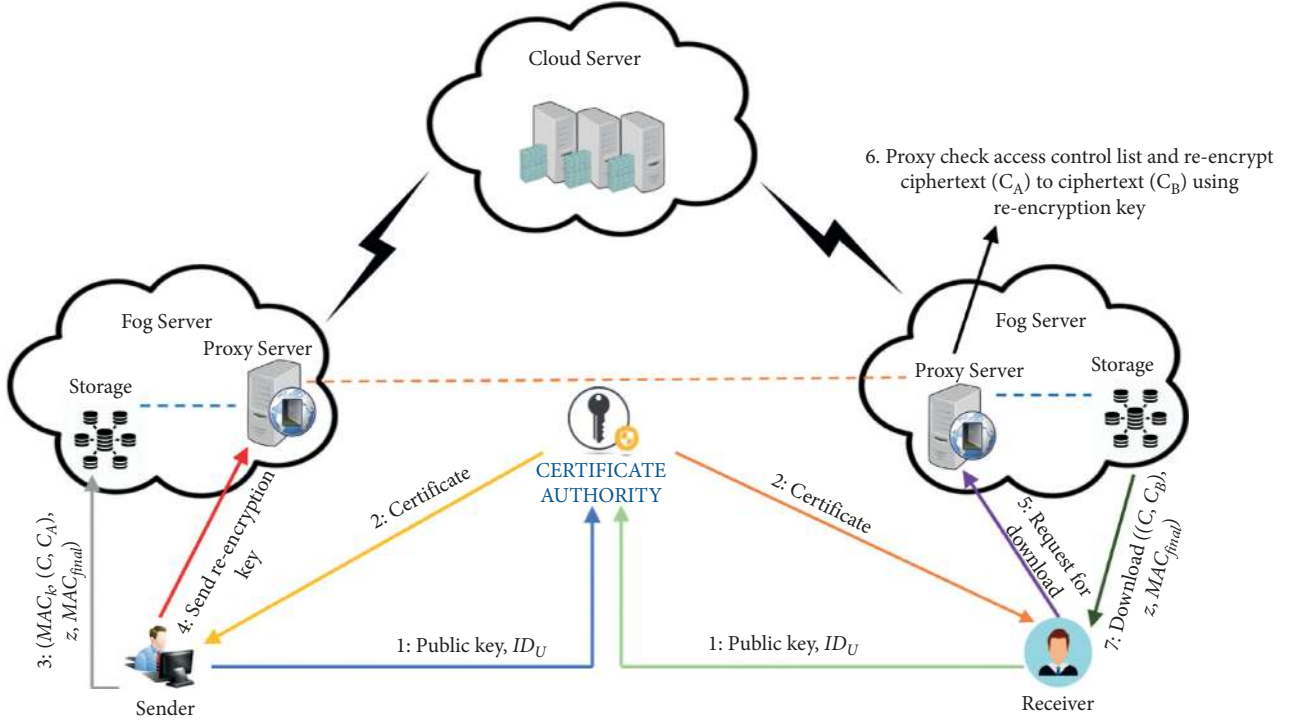 Cloud Server
6. Proxy check access control list and re-encrypt
ciphertext (C_A) to ciphertext (C_B) using
re-encryption key
Fog Server
Proxy Server
Storage
Fog Server
Proxy Server
Storage
CERTIFICATE
AUTHORITY
2: Certificate
2: Certificate
3: (MAC_k, (C, C_A),
z, MAC_final)
4: Send re-encryption
key
5: Request for
download
7: Download ((C, C_B),
z, MAC_final)
1: Public key, ID_U
1: Public key, ID_U
Sender
Receiver